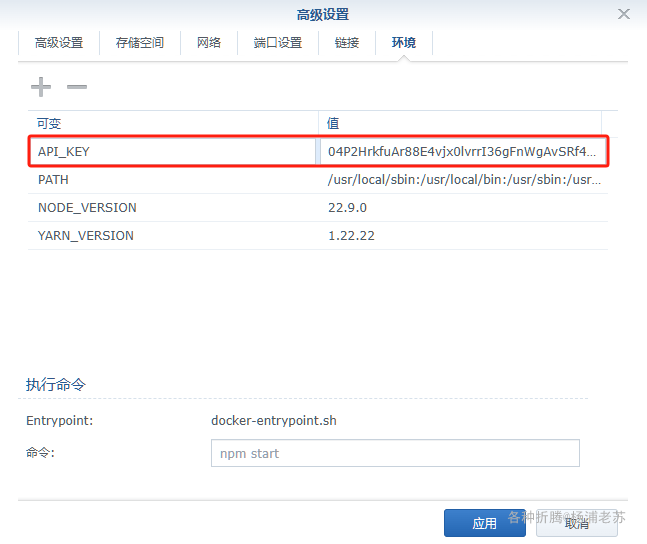 高级设置
高级设置 存储空间 网络 端口设置 链接 环境
可变 值
API_KEY 04P2HrkfuAr88E4vjx0lvrrI36gFnWgAvSRf4...
PATH /usr/local/sbin:/usr/local/bin:/usr/sbin:/usr...
NODE_VERSION 22.9.0
YARN_VERSION 1.22.22
执行命令
Entrypoint: docker-entrypoint.sh
命令: npm start
应用 取消
各种折腾@杨浦老苏